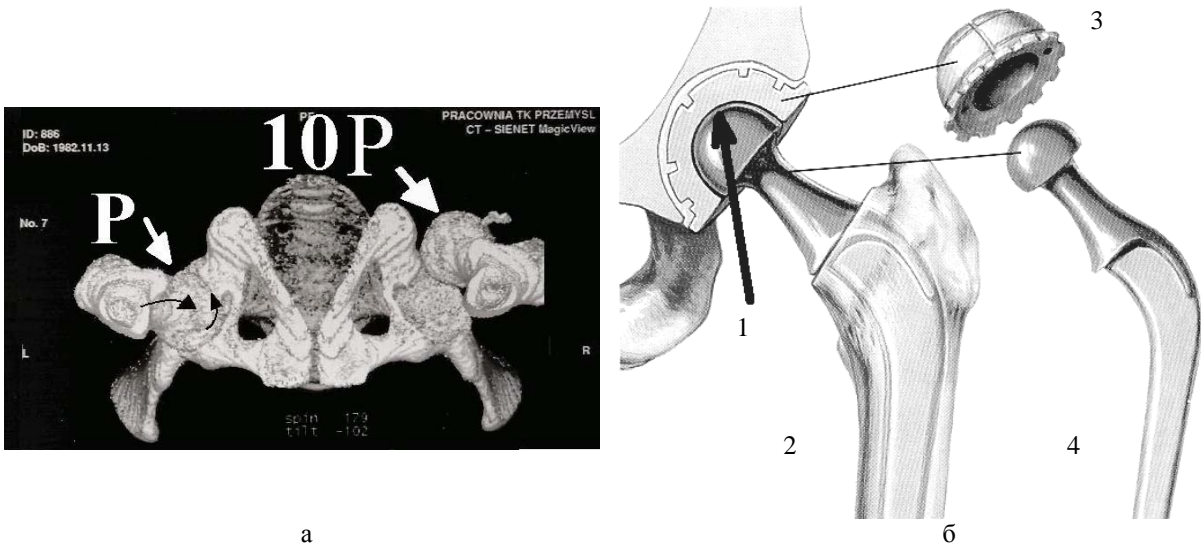 ID: 886
DoB: 1982.11.13
PRACOWNIA TK PRZEMYSL
CT – SIENET MagicView
10P
P
No. 7
L
R
spin 179
tilt -102
1
2
3
4
а
б